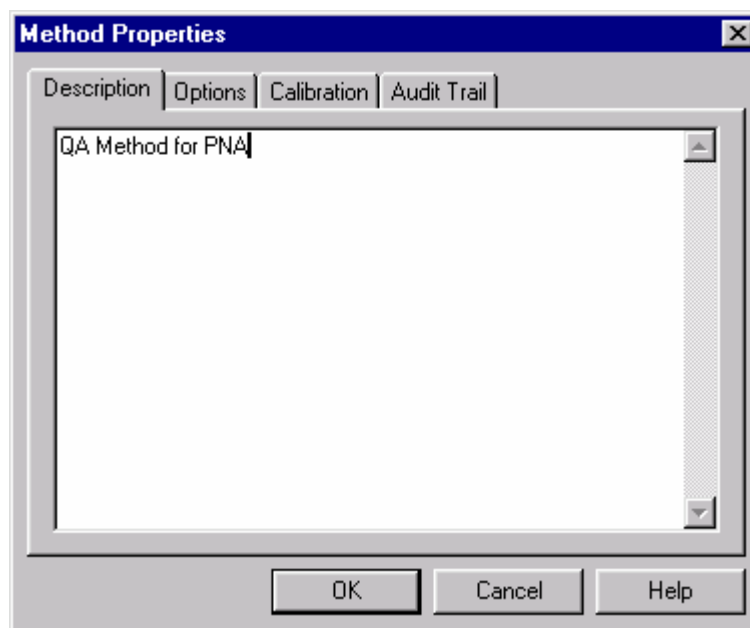 Method Properties
Description Options Calibration Audit Trail
QA Method for PNA
OK Cancel Help